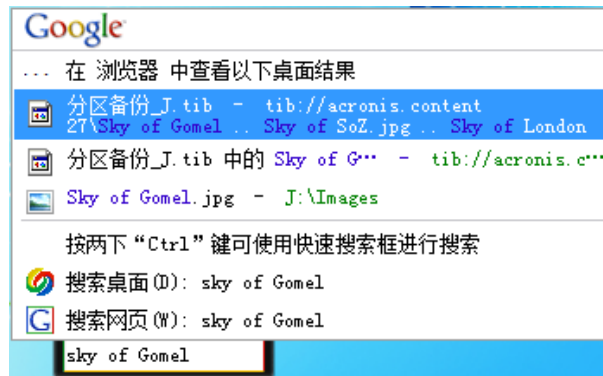 Google
... 在 浏览器 中查看以下桌面结果
分区备份_J.tib - tib://acronis.content
27\Sky of Gomel .. Sky of SoZ.jpg .. Sky of London
分区备份_J.tib 中的 Sky of G… - tib://acronis.c…
Sky of Gomel.jpg - J:\Images
按两下“Ctrl”键可使用快速搜索框进行搜索
搜索桌面(D): sky of Gomel
搜索网页(W): sky of Gomel
sky of Gomel